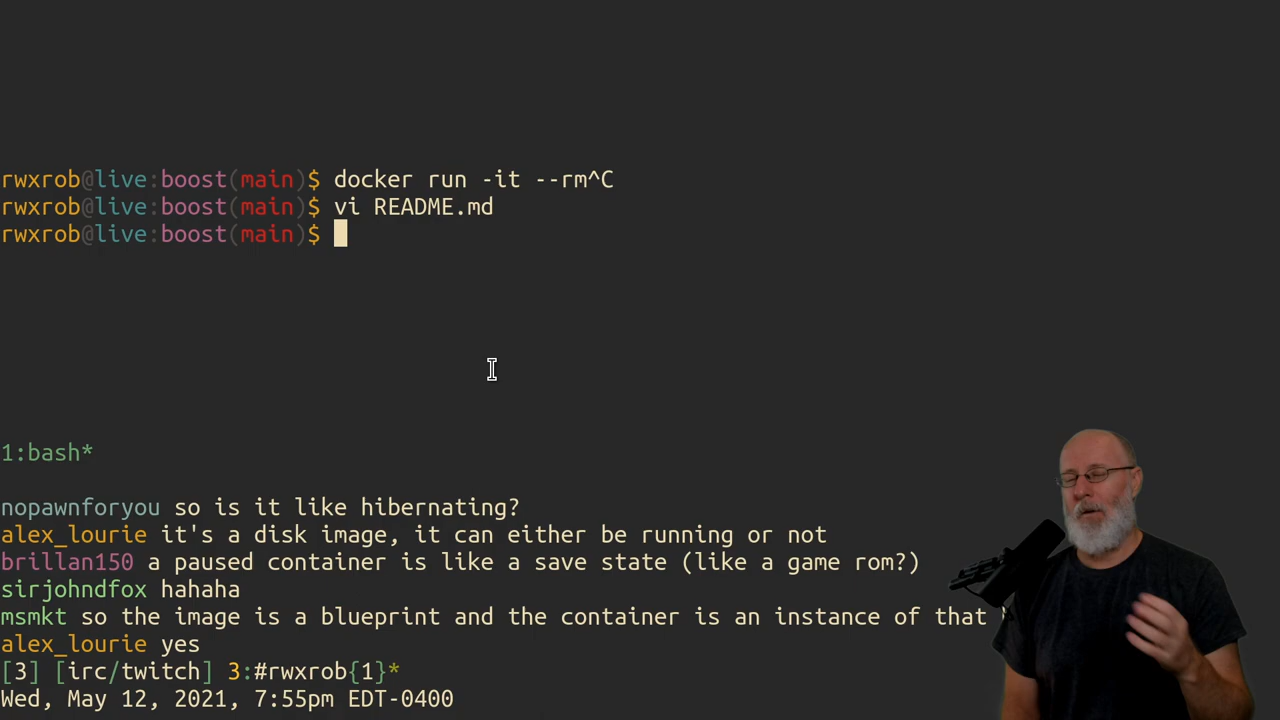 rwxrob@live:boost(main)$ docker run -it --rm^C
rwxrob@live:boost(main)$ vi README.md
rwxrob@live:boost(main)$
1:bash*
nopawnforyou so is it like hibernating?
alex_lourie it's a disk image, it can either be running or not
brillan150 a paused container is like a save state (like a game rom?)
sirjohndfox hahaha
msmkt so the image is a blueprint and the container is an instance of that
alex_lourie yes
[3] [irc/twitch] 3:#rwxrob{1}*
Wed, May 12, 2021, 7:55pm EDT-0400